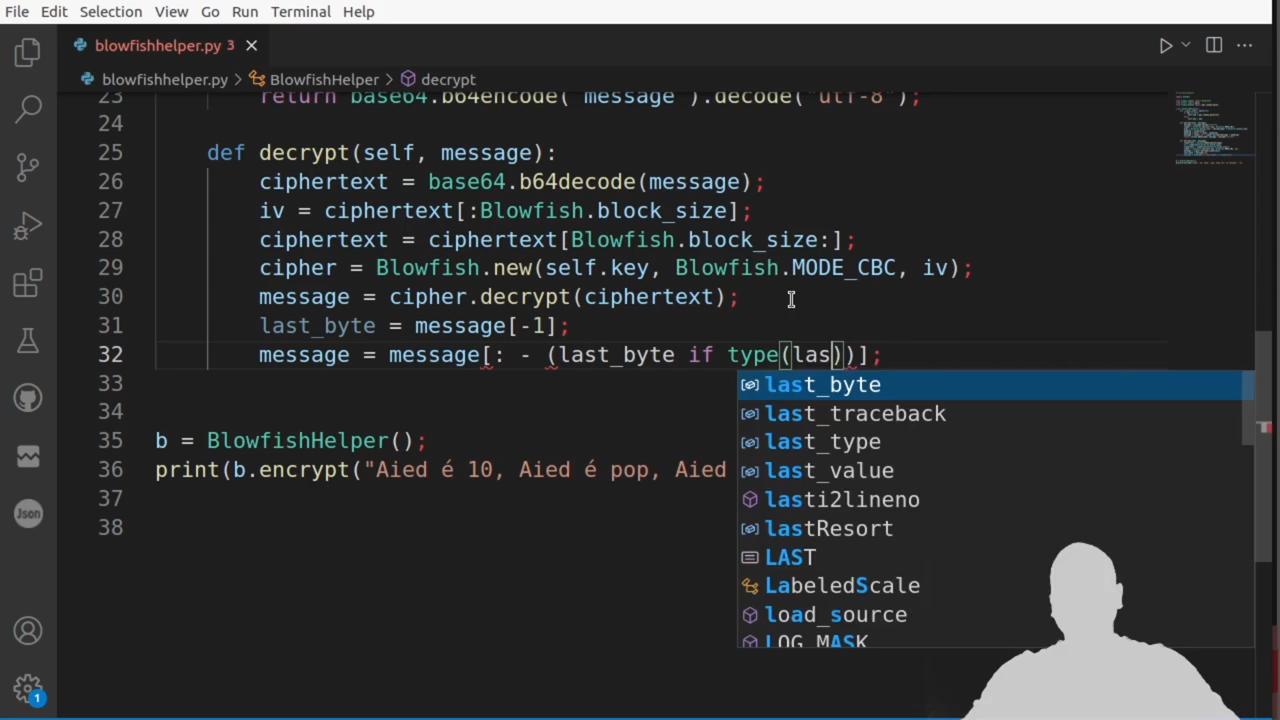 File Edit Selection View Go Run Terminal Help
blowfishhelper.py 3
blowfishhelper.py > BlowfishHelper > decrypt
23 return base64.b64encode( message ).decode("utf-8");
24
25 def decrypt(self, message):
26 ciphertext = base64.b64decode(message);
27 iv = ciphertext[:Blowfish.block_size];
28 ciphertext = ciphertext[Blowfish.block_size:];
29 cipher = Blowfish.new(self.key, Blowfish.MODE_CBC, iv);
30 message = cipher.decrypt(ciphertext);
31 last_byte = message[-1];
32 message = message[: - (last_byte if type(las))];
33
last_byte
34
last_traceback
35 b = BlowfishHelper();
last_type
36 print(b.encrypt("Aied é 10, Aied é pop, Aied
last_value
37
lasti2lineno
38
lastResort
LAST
LabeledScale
load_source
LOG_MASK
Json
1